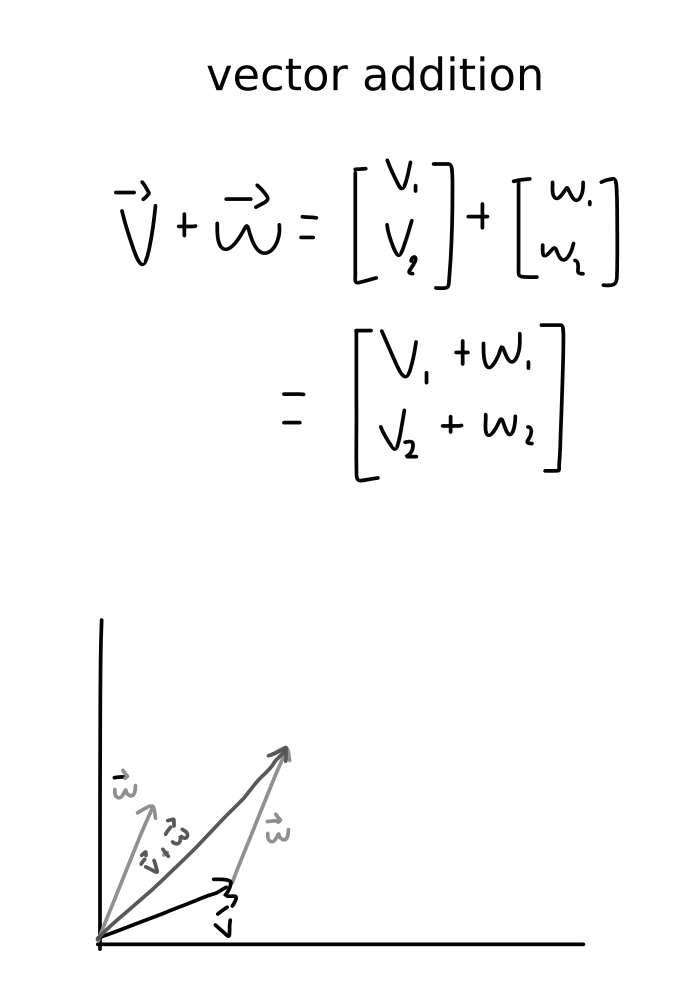 vector addition
v⃗ + w⃗ = [v₁ v₂] + [w₁ w₂]
= [v₁ + w₁ v₂ + w₂]
w⃗
v⃗ + w⃗
w⃗
v⃗